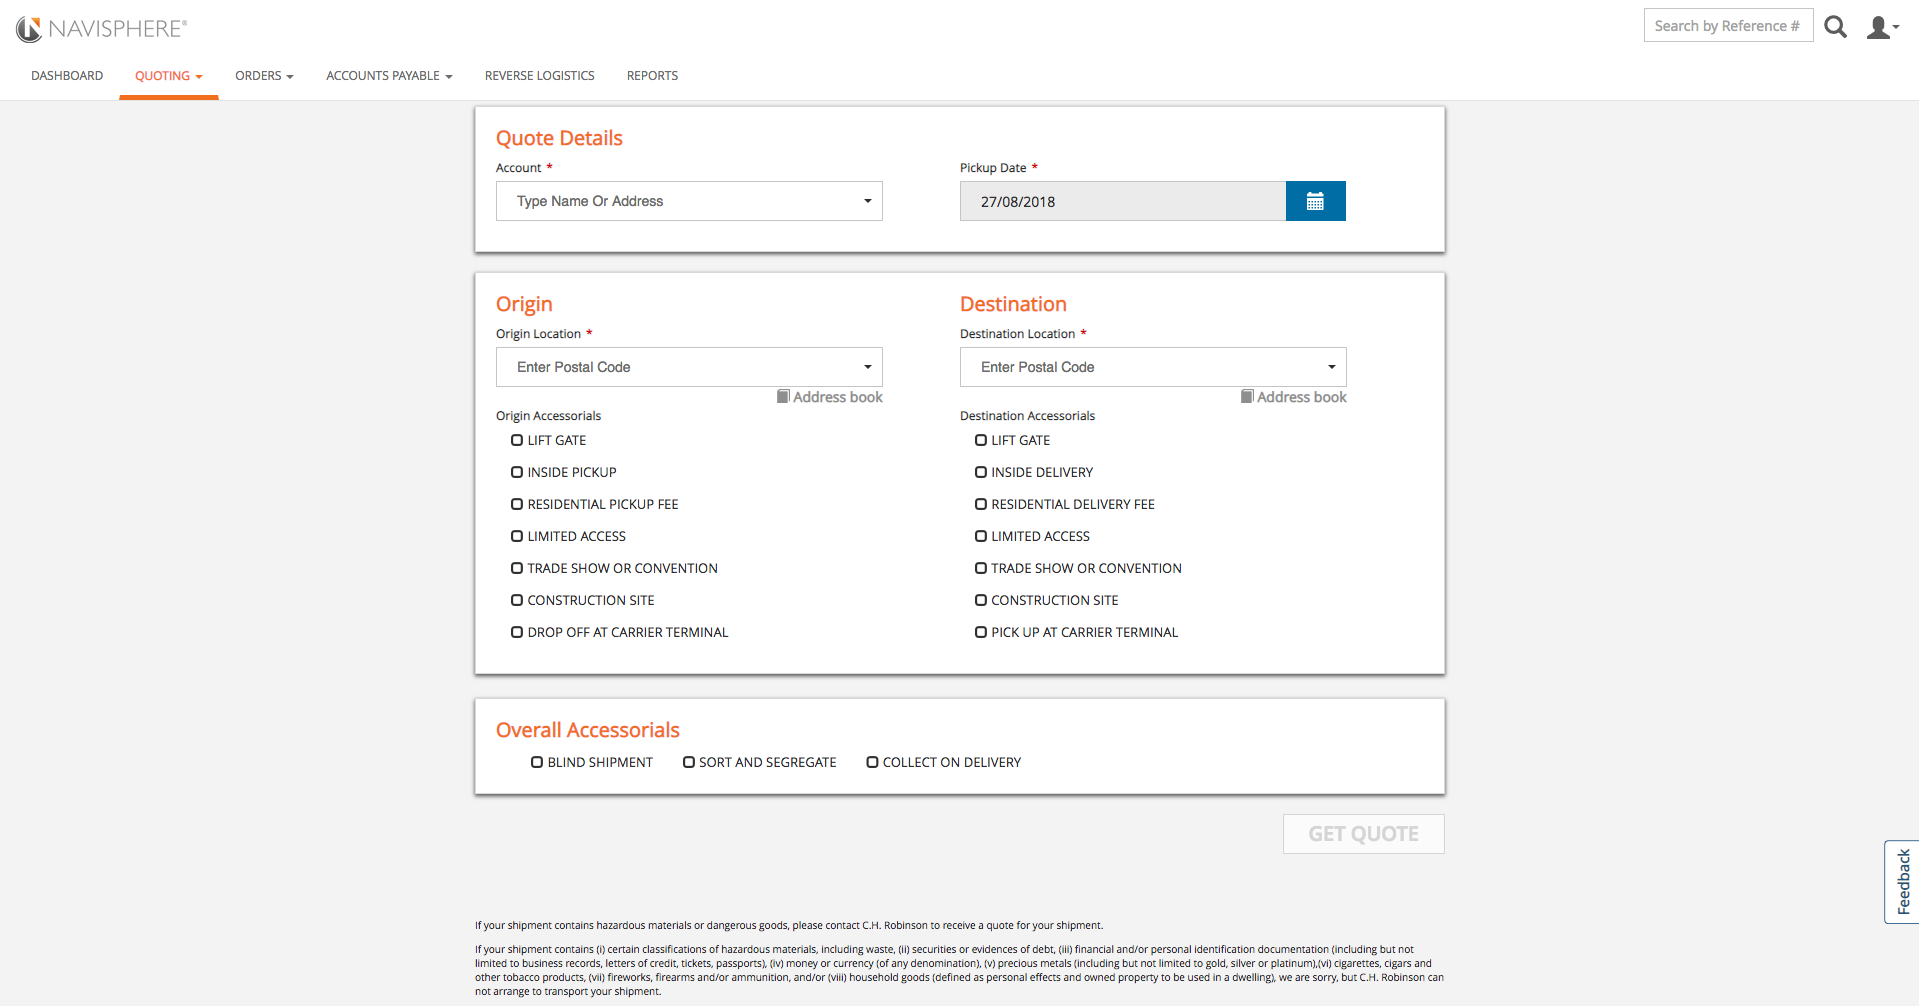 NAVISPHERE®
Search by Reference #
DASHBOARD QUOTING ORDERS ACCOUNTS PAYABLE REVERSE LOGISTICS REPORTS
Quote Details
Account * Pickup Date *
Type Name Or Address 27/08/2018
Origin Destination
Origin Location * Destination Location *
Enter Postal Code Enter Postal Code
Address book Address book
Origin Accessorials Destination Accessorials
LIFT GATE LIFT GATE
INSIDE PICKUP INSIDE DELIVERY
RESIDENTIAL PICKUP FEE RESIDENTIAL DELIVERY FEE
LIMITED ACCESS LIMITED ACCESS
TRADE SHOW OR CONVENTION TRADE SHOW OR CONVENTION
CONSTRUCTION SITE CONSTRUCTION SITE
DROP OFF AT CARRIER TERMINAL PICK UP AT CARRIER TERMINAL
Overall Accessorials
BLIND SHIPMENT SORT AND SEGREGATE COLLECT ON DELIVERY
GET QUOTE
Feedback
If your shipment contains hazardous materials or dangerous goods, please contact C.H. Robinson to receive a quote for your shipment.
If your shipment contains (i) certain classifications of hazardous materials, including waste, (ii) securities or evidences of debt, (iii) financial and/or personal identification documentation (including but not
limited to business records, letters of credit, tickets, passports), (iv) money or currency (of any denomination), (v) precious metals (including but not limited to gold, silver or platinum),(vi) cigarettes, cigars and
other tobacco products, (vii) fireworks, firearms and/or ammunition, and/or (viii) household goods (defined as personal effects and owned property to be used in a dwelling), we are sorry, but C.H. Robinson can
not arrange to transport your shipment.